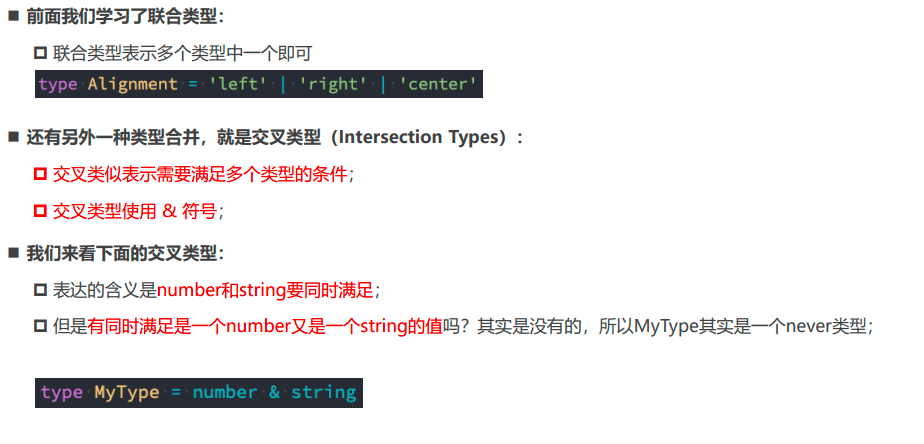 前面我们学习了联合类型：
联合类型表示多个类型中一个即可
type Alignment = 'left' | 'right' | 'center'
还有另外一种类型合并，就是交叉类型（Intersection Types）：
交叉类似表示需要满足多个类型的条件；
交叉类型使用 & 符号；
我们来看下面的交叉类型：
表达的含义是number和string要同时满足；
但是有同时满足是一个number又是一个string的值吗？其实是没有的，所以MyType其实是一个never类型；
type MyType = number & string